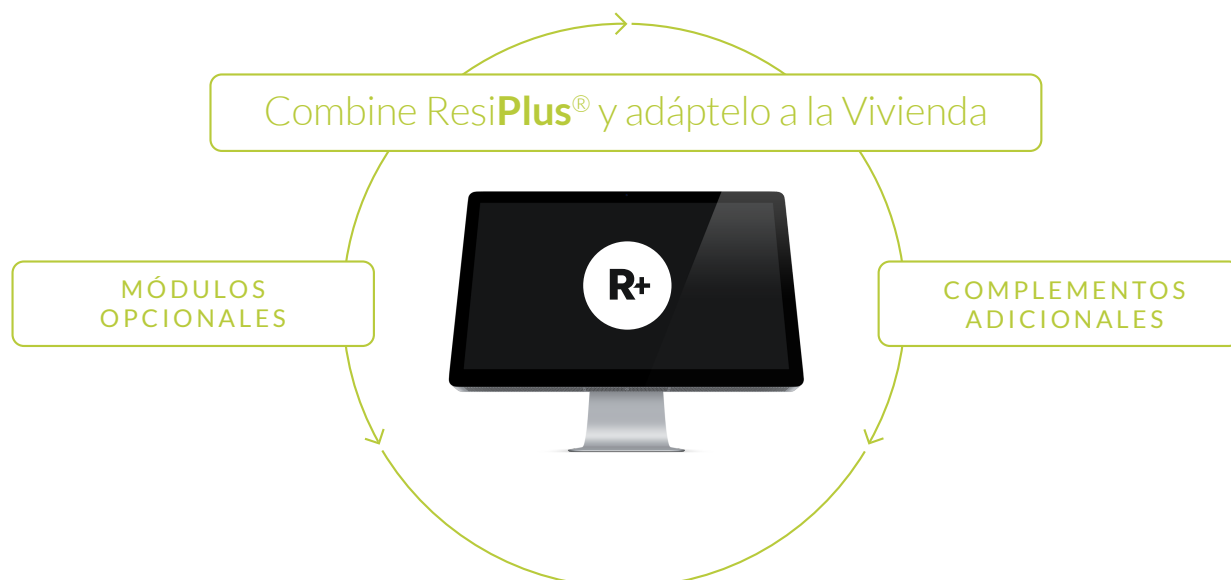 Combine ResiPlus® y adáptelo a la Vivienda
MÓDULOS
OPCIONALES
R+
COMPLEMENTOS
ADICIONALES